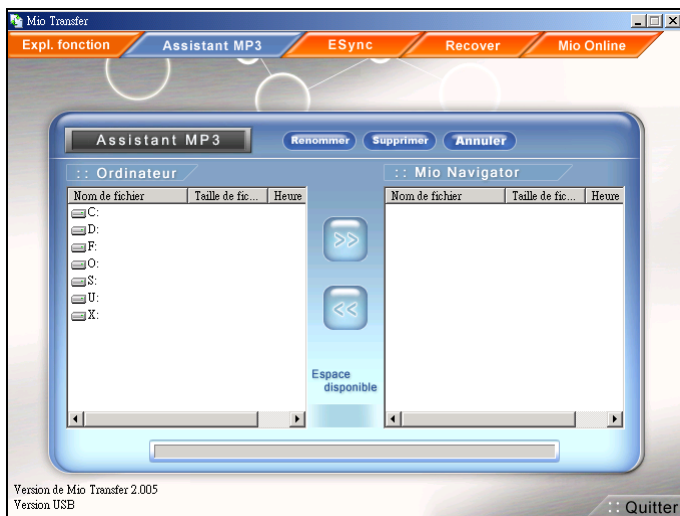 Mio Transfer
Expl. fonction Assistant MP3 ESync Recover Mio Online
Assistant MP3 Renommer Supprimer Annuler
:: Ordinateur :: Mio Navigator
Nom de fichier Taille de fic... Heure Nom de fichier Taille de fic... Heure
C:
D:
F:
O:
S:
U:
X:
>>
<<
Espace
disponible
Version de Mio Transfer 2.005
Version USB
:: Quitter